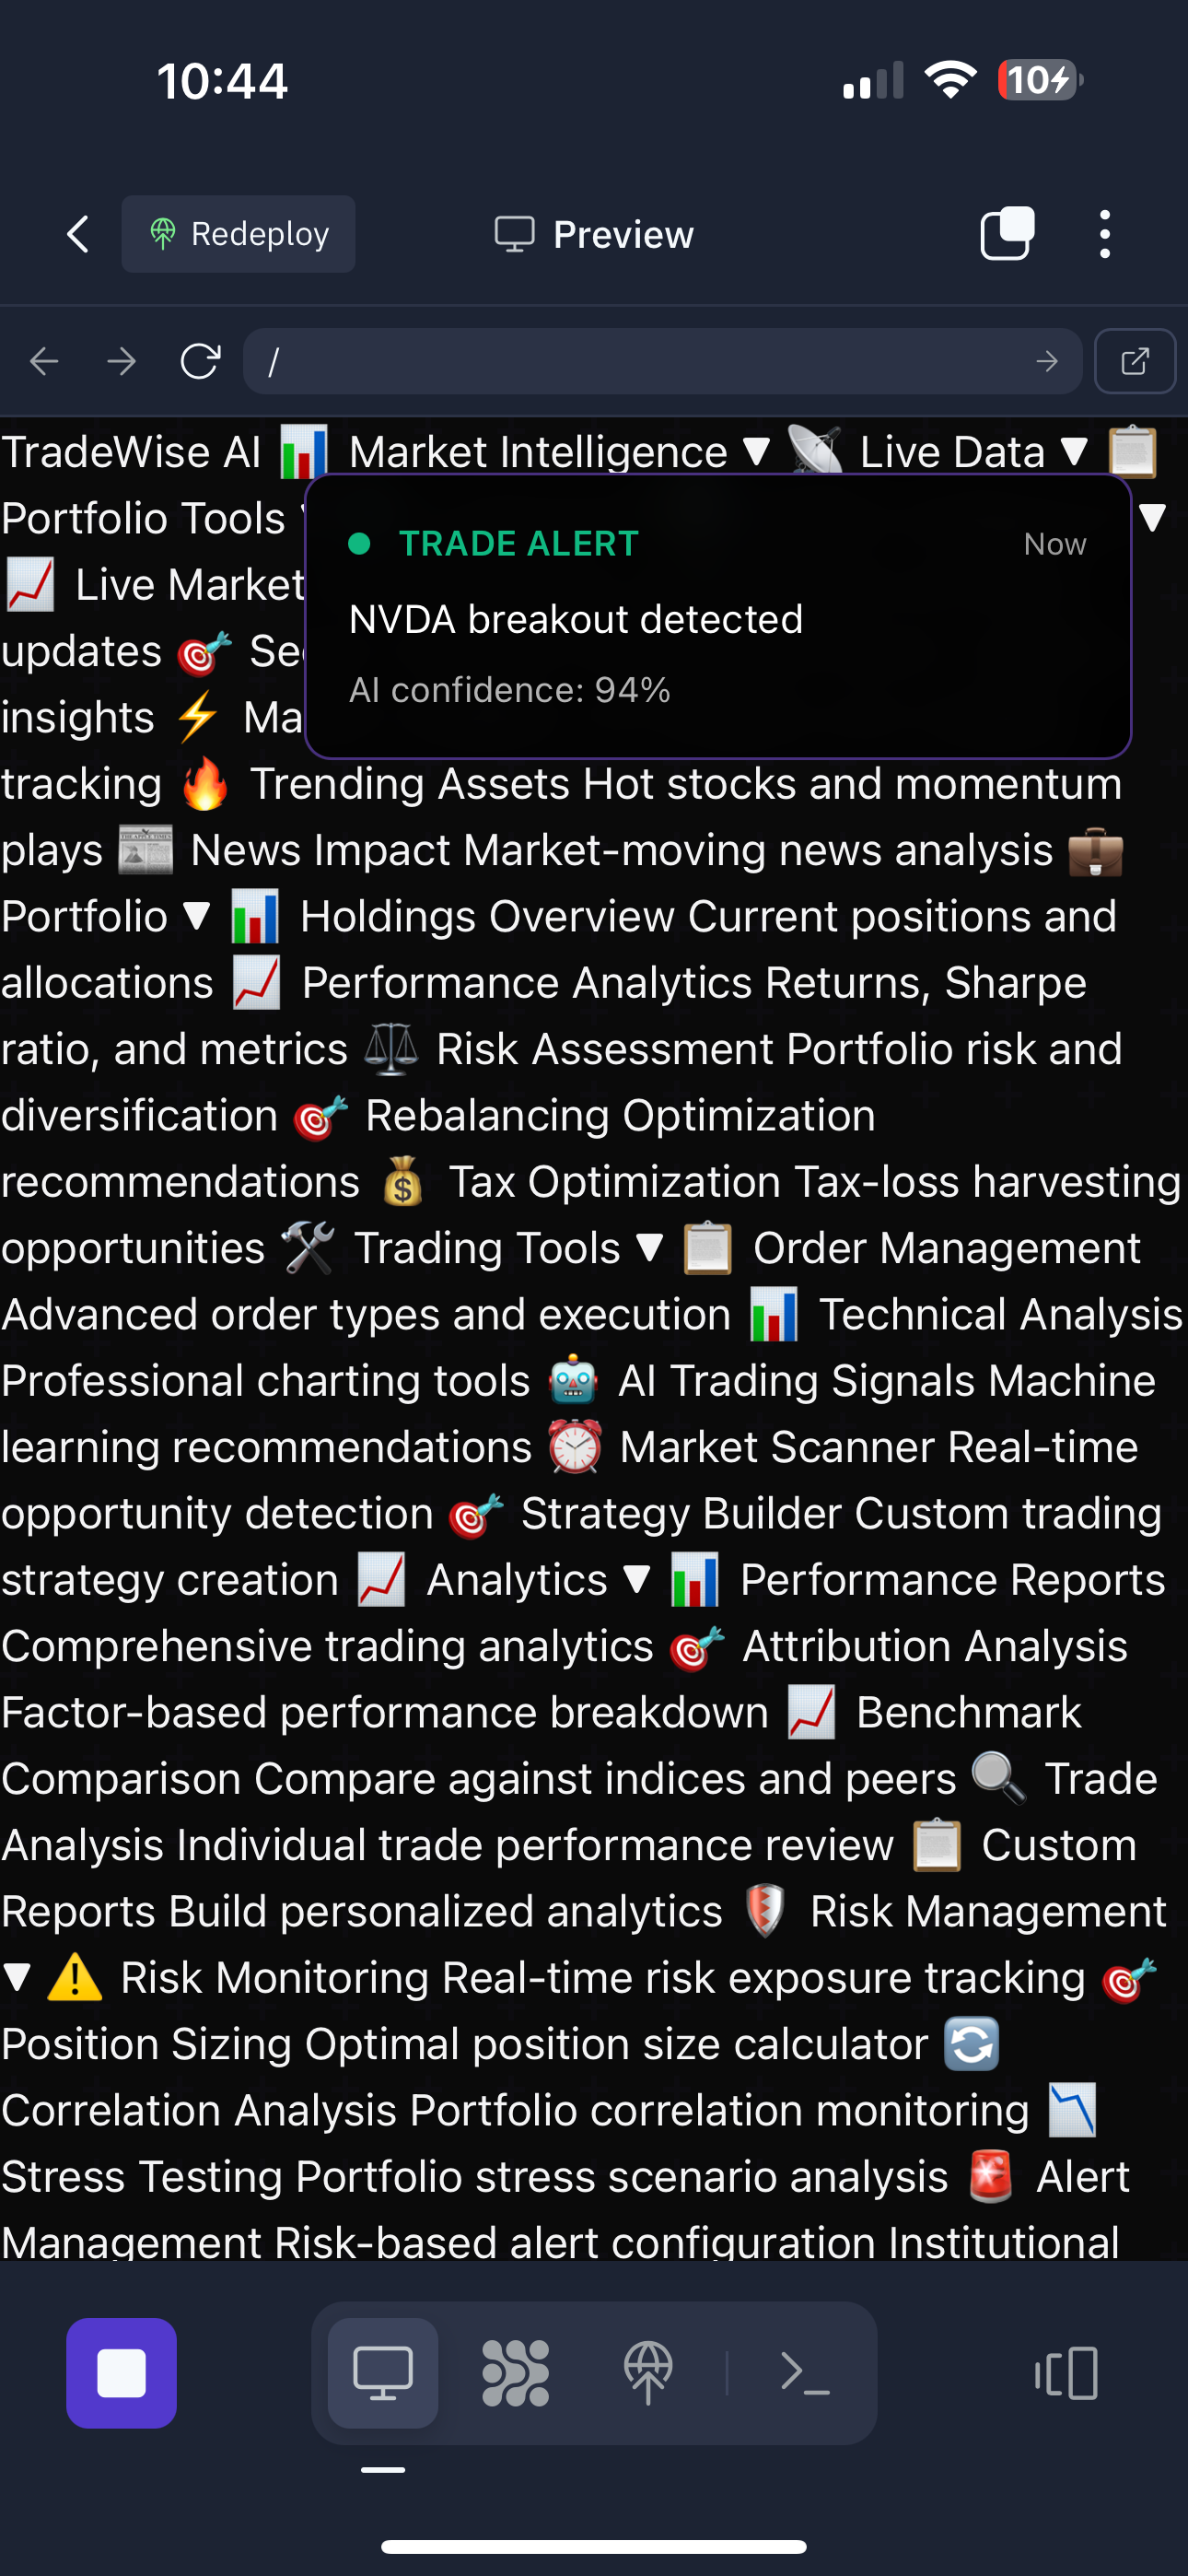 10:44
10
Redeploy
Preview
/
TradeWise AI 📊 Market Intelligence ▼ 📡 Live Data ▼ 📋
Portfolio Tools ▼
📈 Live Market
updates 🎯
insights ⚡
tracking 🔥 Trending Assets Hot stocks and momentum
plays 📰 News Impact Market-moving news analysis 💼
Portfolio ▼ 📊 Holdings Overview Current positions and
allocations 📈 Performance Analytics Returns, Sharpe
ratio, and metrics ⚖️ Risk Assessment Portfolio risk and
diversification 🎯 Rebalancing Optimization
recommendations 💰 Tax Optimization Tax-loss harvesting
opportunities 🛠️ Trading Tools ▼ 📋 Order Management
Advanced order types and execution 📊 Technical Analysis
Professional charting tools 🤖 AI Trading Signals Machine
learning recommendations ⏰ Market Scanner Real-time
opportunity detection 🎯 Strategy Builder Custom trading
strategy creation 📈 Analytics ▼ 📊 Performance Reports
Comprehensive trading analytics 🎯 Attribution Analysis
Factor-based performance breakdown 📈 Benchmark
Comparison Compare against indices and peers 🔍 Trade
Analysis Individual trade performance review 📋 Custom
Reports Build personalized analytics 🛡️ Risk Management
▼ ⚠️ Risk Monitoring Real-time risk exposure tracking 🎯
Position Sizing Optimal position size calculator 🔄
Correlation Analysis Portfolio correlation monitoring 📉
Stress Testing Portfolio stress scenario analysis 🚨 Alert
Management Risk-based alert configuration Institutional
TRADE ALERT
Now
NVDA breakout detected
AI confidence: 94%